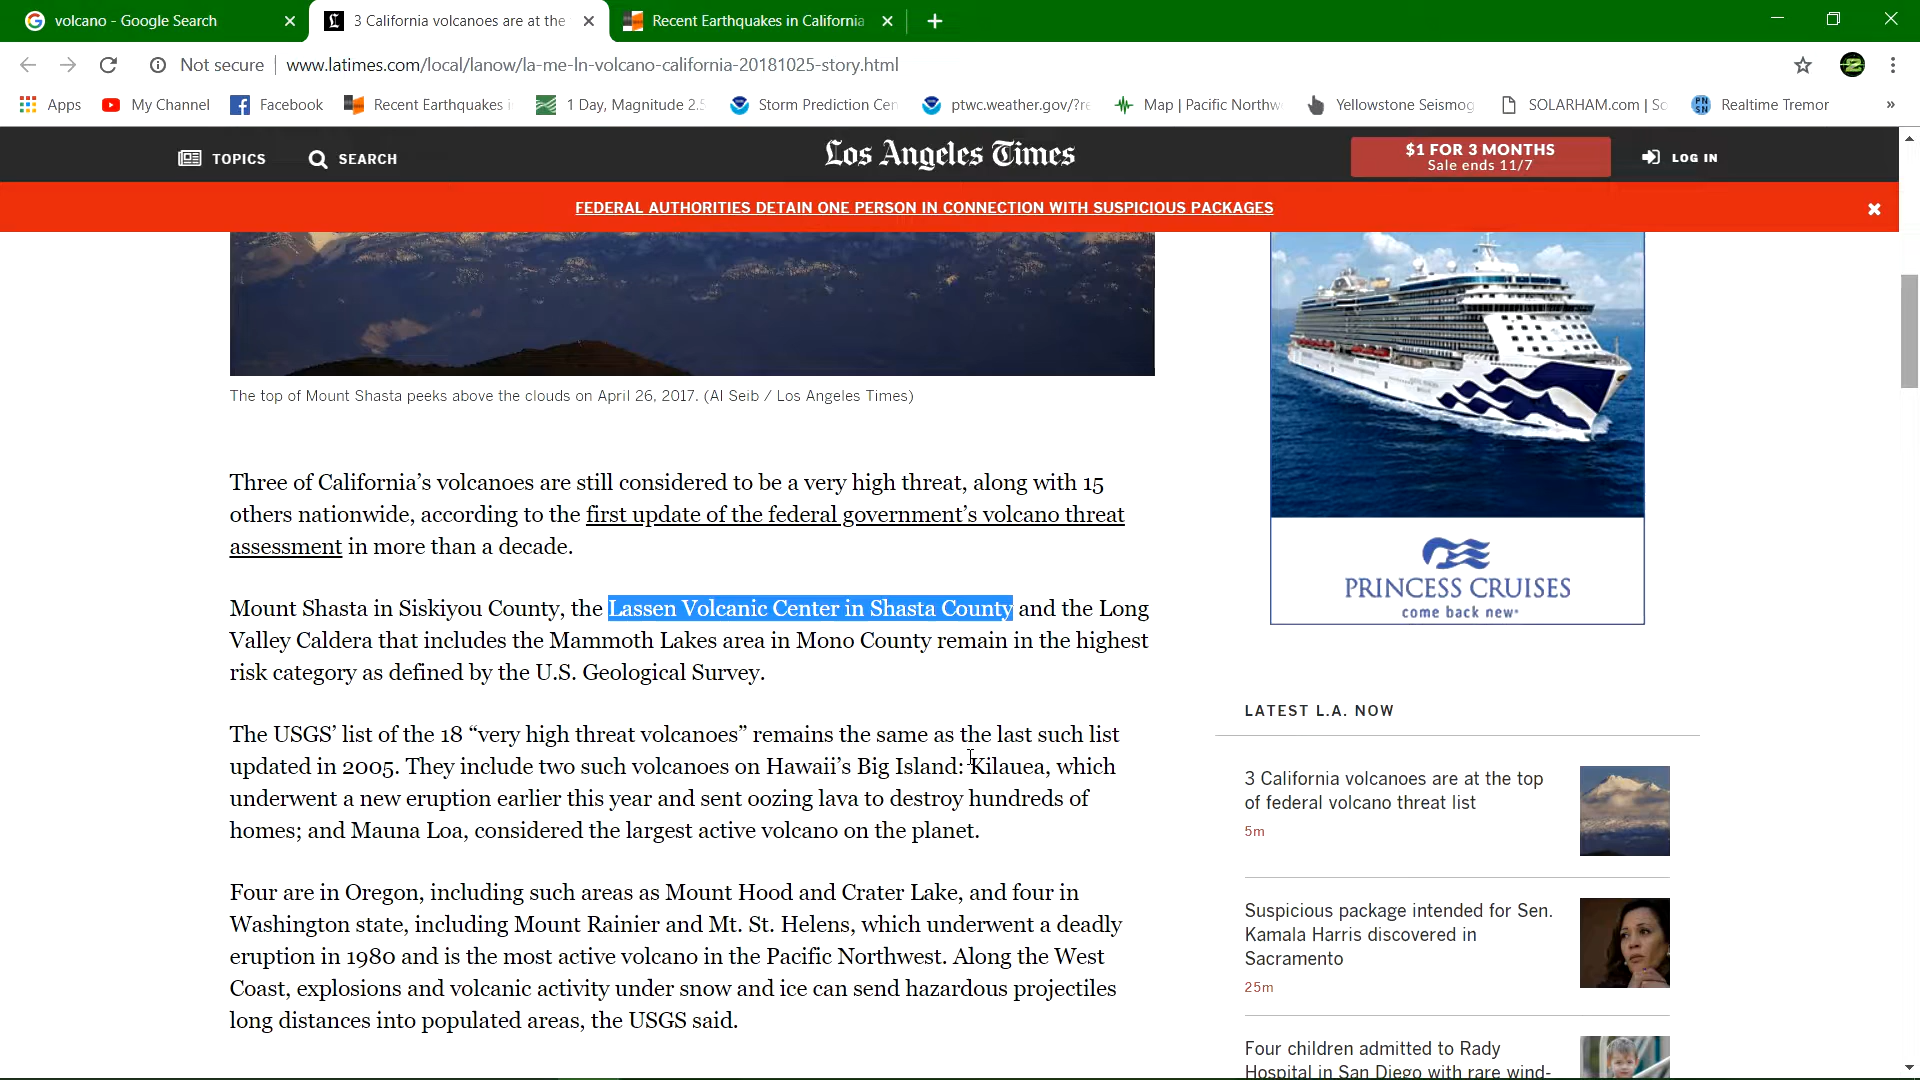 volcano - Google Search
3 California volcanoes are at the
Recent Earthquakes in California
Not secure
www.latimes.com/local/lanow/la-me-ln-volcano-california-20181025-story.html
Apps
My Channel
Facebook
Recent Earthquakes i
1 Day, Magnitude 2.5
Storm Prediction Cen
ptwc.weather.gov/?re
Map | Pacific Northw
Yellowstone Seismog
SOLARHAM.com | So
Realtime Tremor
»
TOPICS
SEARCH
Los Angeles Times
$1 FOR 3 MONTHS
Sale ends 11/7
LOG IN
FEDERAL AUTHORITIES DETAIN ONE PERSON IN CONNECTION WITH SUSPICIOUS PACKAGES
The top of Mount Shasta peeks above the clouds on April 26, 2017. (Al Seib / Los Angeles Times)
Three of California’s volcanoes are still considered to be a very high threat, along with 15
others nationwide, according to the first update of the federal government’s volcano threat
assessment in more than a decade.
Mount Shasta in Siskiyou County, the Lassen Volcanic Center in Shasta County and the Long
Valley Caldera that includes the Mammoth Lakes area in Mono County remain in the highest
risk category as defined by the U.S. Geological Survey.
The USGS’ list of the 18 “very high threat volcanoes” remains the same as the last such list
updated in 2005. They include two such volcanoes on Hawaii’s Big Island: Kilauea, which
underwent a new eruption earlier this year and sent oozing lava to destroy hundreds of
homes; and Mauna Loa, considered the largest active volcano on the planet.
Four are in Oregon, including such areas as Mount Hood and Crater Lake, and four in
Washington state, including Mount Rainier and Mt. St. Helens, which underwent a deadly
eruption in 1980 and is the most active volcano in the Pacific Northwest. Along the West
Coast, explosions and volcanic activity under snow and ice can send hazardous projectiles
long distances into populated areas, the USGS said.
PRINCESS CRUISES
come back new
LATEST L.A. NOW
3 California volcanoes are at the top
of federal volcano threat list
5m
Suspicious package intended for Sen.
Kamala Harris discovered in
Sacramento
25m
Four children admitted to Rady
Hospital in San Diego with rare wind-